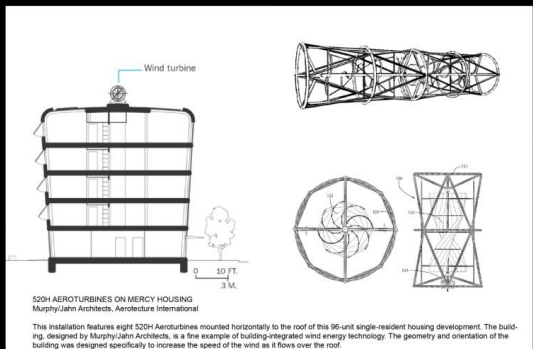 Wind turbine
0 10 FT.
3 M.
520H AEROTURBINES ON MERCY HOUSING
Murphy/Jahn Architects, Aerotecture International
This installation features eight 520H Aeroturbines mounted horizontally to the roof of this 96-unit single-resident housing development. The build-
ing, designed by Murphy/Jahn Architects, is a fine example of building-integrated wind energy technology. The geometry and orientation of the
building was designed specifically to increase the speed of the wind as it flows over the roof.